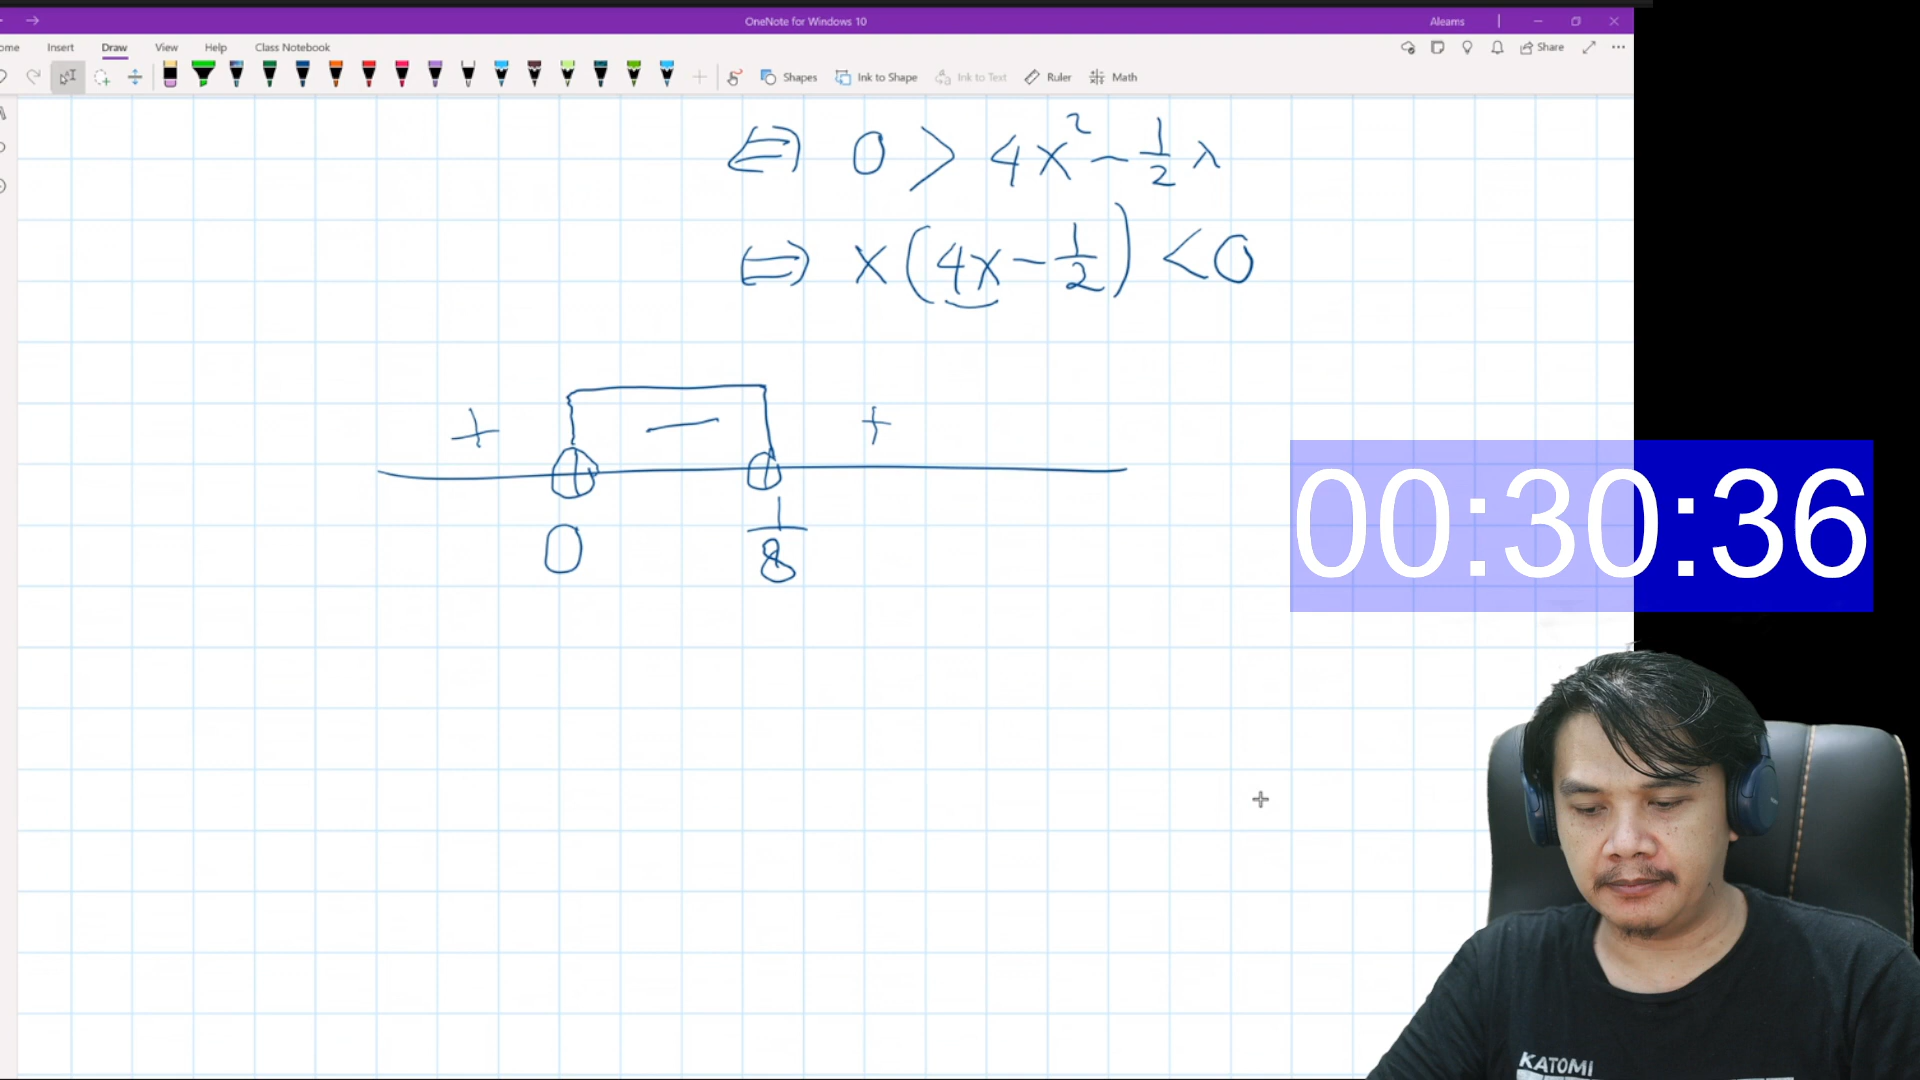 OneNote for Windows 10
Aleams
ome Insert Draw View Help Class Notebook
Share
Shapes Ink to Shape Ink to Text Ruler Math
⇔ 0 > 4x² - 1/2 x
⇔ x(4x - 1/2) < 0
+ - +
0 1/8
00:30:36
KATOMI